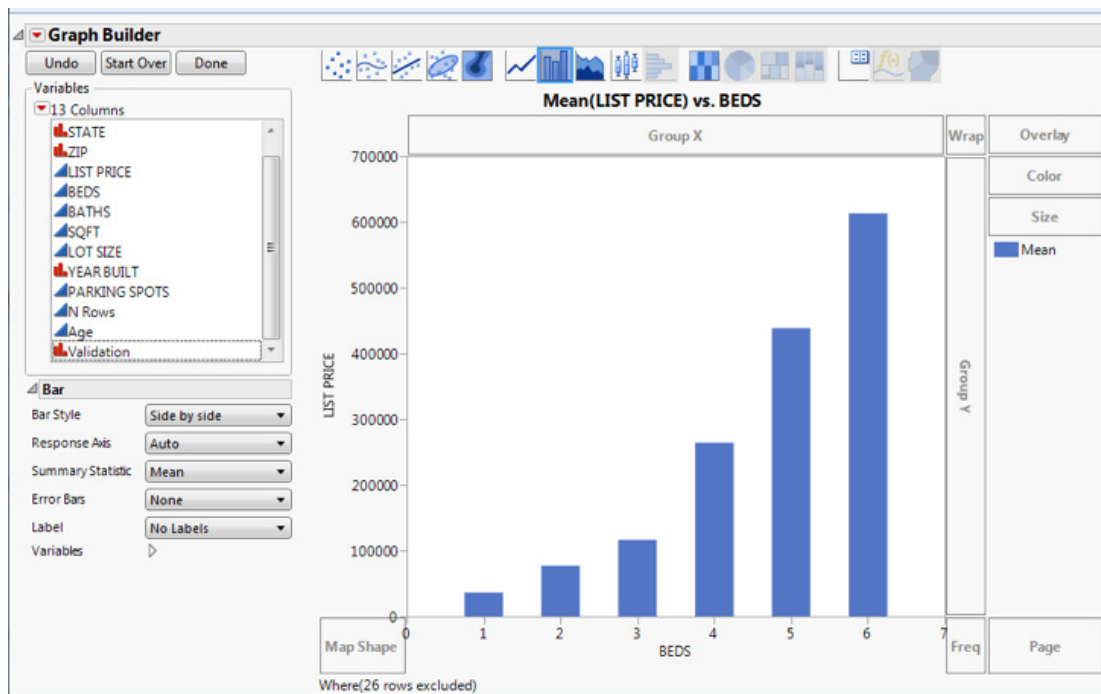 Graph Builder
Undo Start Over Done
Variables
13 Columns
STATE
ZIP
LIST PRICE
BEDS
BATHS
SQFT
LOT SIZE
YEAR BUILT
PARKING SPOTS
N Rows
Age
Validation
Bar
Bar Style Side by side
Response Axis Auto
Summary Statistic Mean
Error Bars None
Label No Labels
Variables
Mean(LIST PRICE) vs. BEDS
Group X
Wrap
Overlay
Color
Size
Mean
700000
600000
500000
400000
300000
200000
100000
0
LIST PRICE
Group Y
0 1 2 3 4 5 6 7
BEDS
Map Shape
Freq
Page
Where(26 rows excluded)